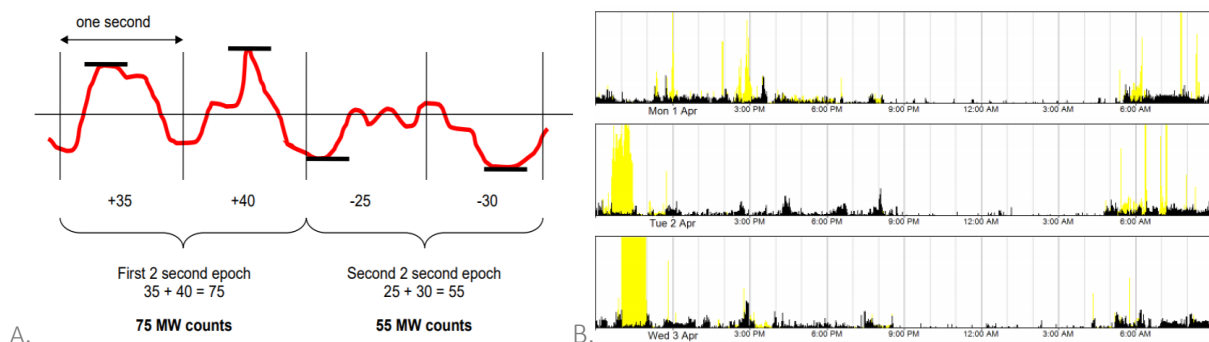 one second
+35 +40 -25 -30
First 2 second epoch Second 2 second epoch
35 + 40 = 75 25 + 30 = 55
75 MW counts 55 MW counts
A.
Mon 1 Apr 3:00 PM 6:00 PM 9:00 PM 12:00 AM 3:00 AM 6:00 AM
Tue 2 Apr 3:00 PM 6:00 PM 9:00 PM 12:00 AM 3:00 AM 6:00 AM
B.
Wed 3 Apr 3:00 PM 6:00 PM 9:00 PM 12:00 AM 3:00 AM 6:00 AM